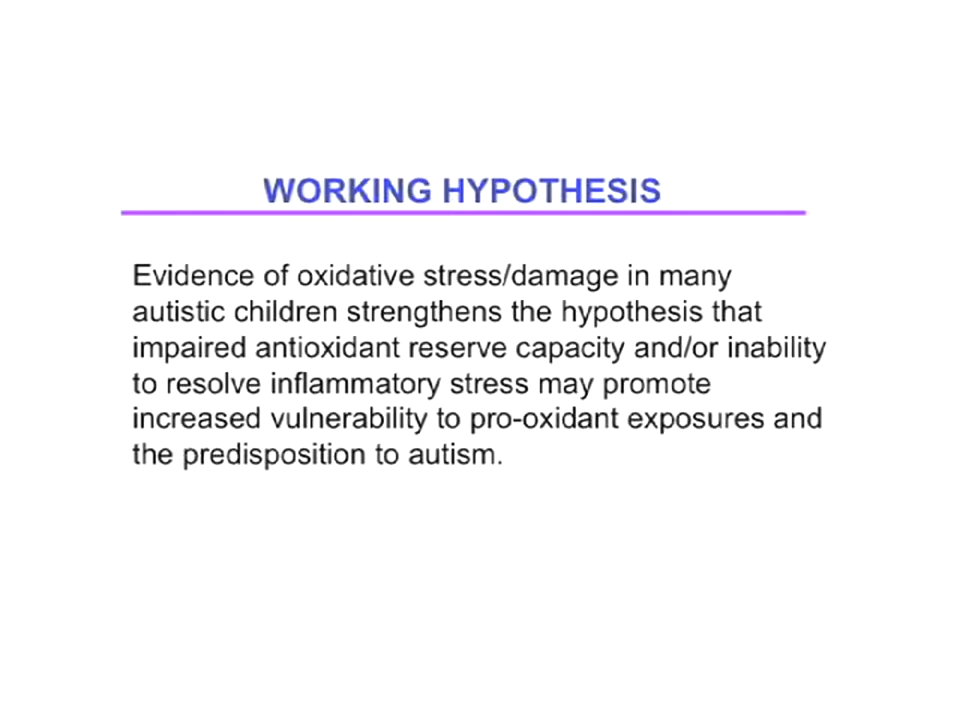 WORKING HYPOTHESIS
Evidence of oxidative stress/damage in many
autistic children strengthens the hypothesis that
impaired antioxidant reserve capacity and/or inability
to resolve inflammatory stress may promote
increased vulnerability to pro-oxidant exposures and
the predisposition to autism.